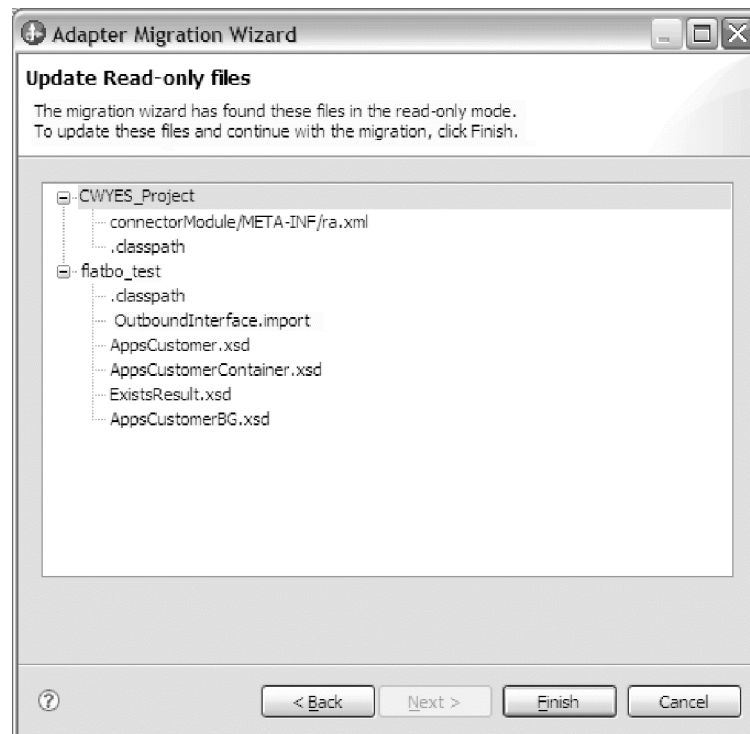 Adapter Migration Wizard
Update Read-only files
The migration wizard has found these files in the read-only mode.
To update these files and continue with the migration, click Finish.
CWYES_Project
connectorModule/META-INF/ra.xml
.classpath
flatbo_test
.classpath
OutboundInterface.import
AppsCustomer.xsd
AppsCustomerContainer.xsd
ExistsResult.xsd
AppsCustomerBG.xsd
? < Back Next > Finish Cancel